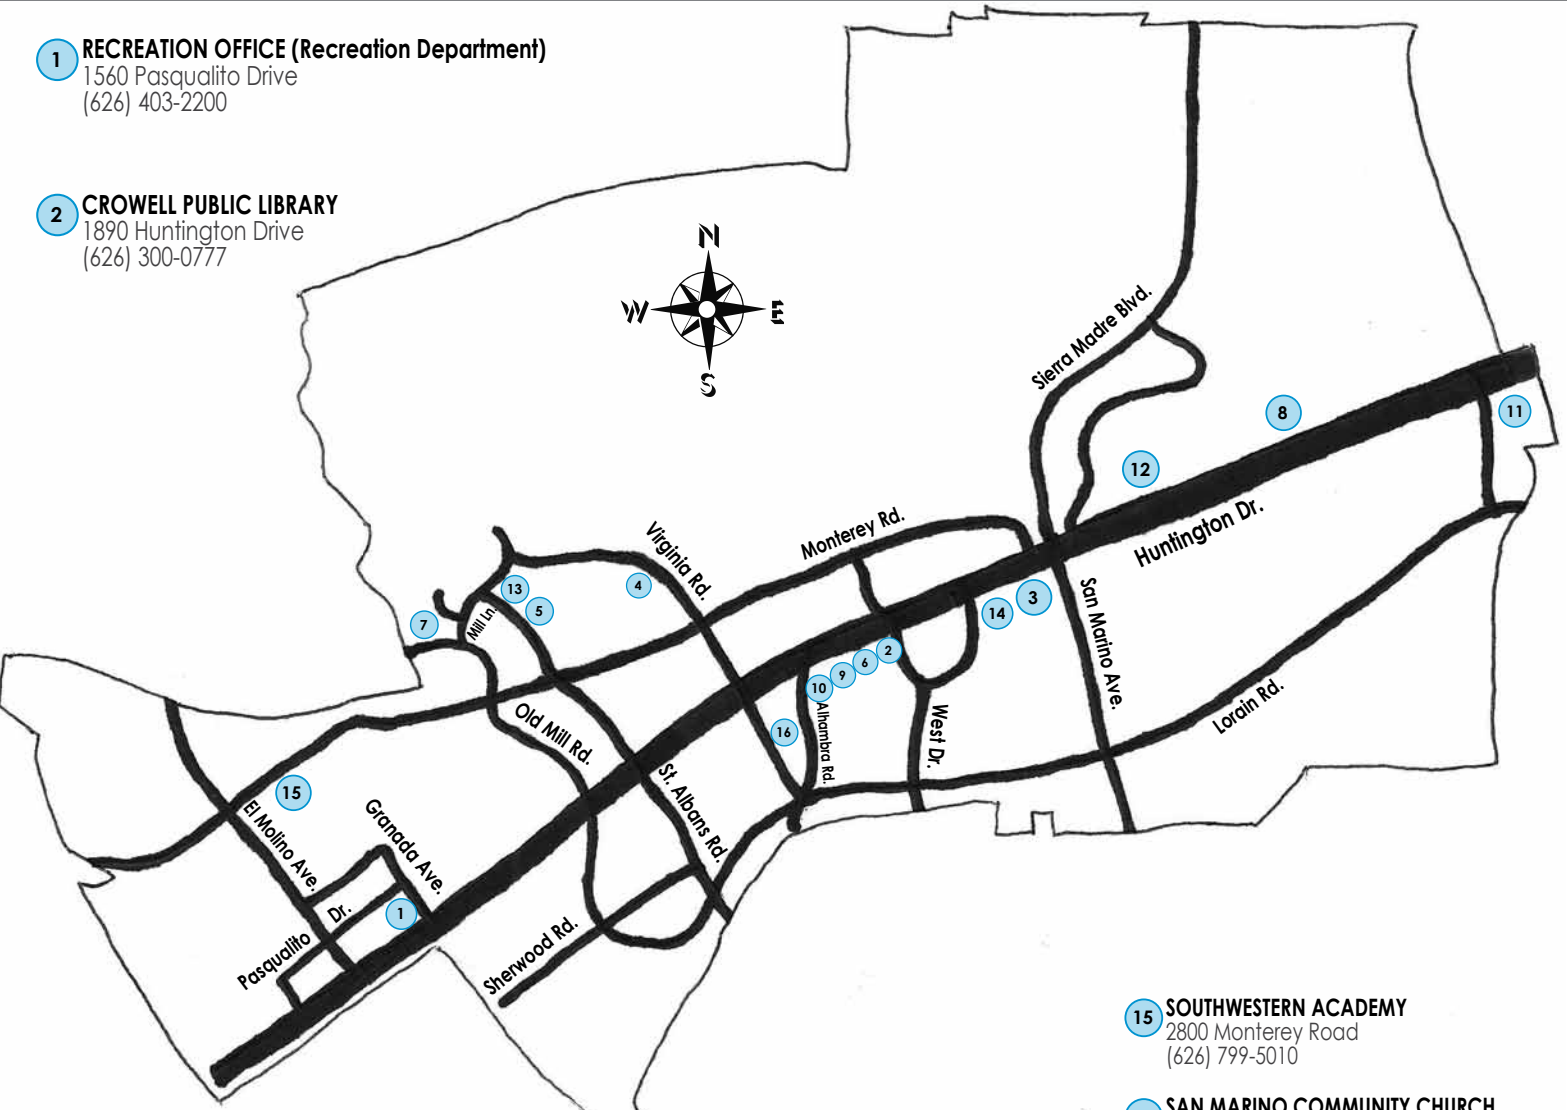 1
RECREATION OFFICE (Recreation Department)
1560 Pasqualito Drive
(626) 403-2200
2
CROWELL PUBLIC LIBRARY
1890 Huntington Drive
(626) 300-0777
N
W
E
S
Sierra Madre Blvd.
8
11
12
Huntington Dr.
Monterey Rd.
Virginia Rd.
13
4
5
7
Mill Ln.
3
14
San Marino Ave.
2
6
9
10
Alhambra Rd.
16
West Dr.
Lorain Rd.
Old Mill Rd.
St. Albans Rd.
15
El Molino Ave.
Granada Ave.
1
Pasqualito Dr.
Sherwood Rd.
15
SOUTHWESTERN ACADEMY
2800 Monterey Road
(626) 799-5010
SAN MARINO COMMUNITY CHURCH